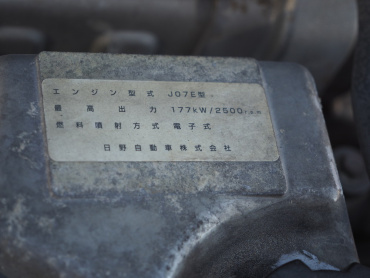 エンジン型式 J07E型
最高出力 177kW/2500r.p.m
燃料噴射方式 電子式
日野自動車株式会社